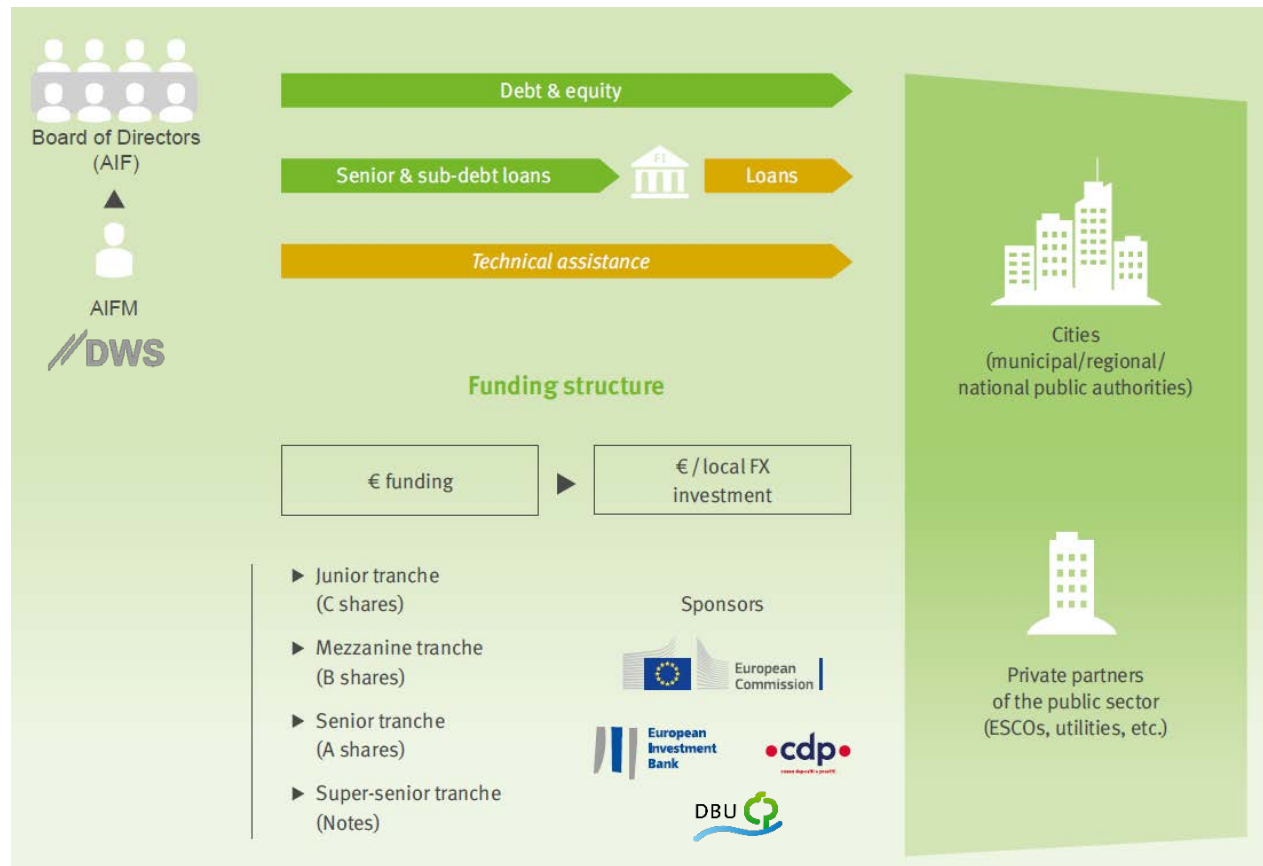 Board of Directors
(AIF)
AIFM
DWS
Debt & equity
Senior & sub-debt loans
FI
Loans
Technical assistance
Funding structure
€ funding
€ / local FX
investment
Junior tranche
(C shares)
Mezzanine tranche
(B shares)
Senior tranche
(A shares)
Super-senior tranche
(Notes)
Sponsors
European
Commission
European
Investment
Bank
cdp
DBU
Cities
(municipal/regional/
national public authorities)
Private partners
of the public sector
(ESCOs, utilities, etc.)